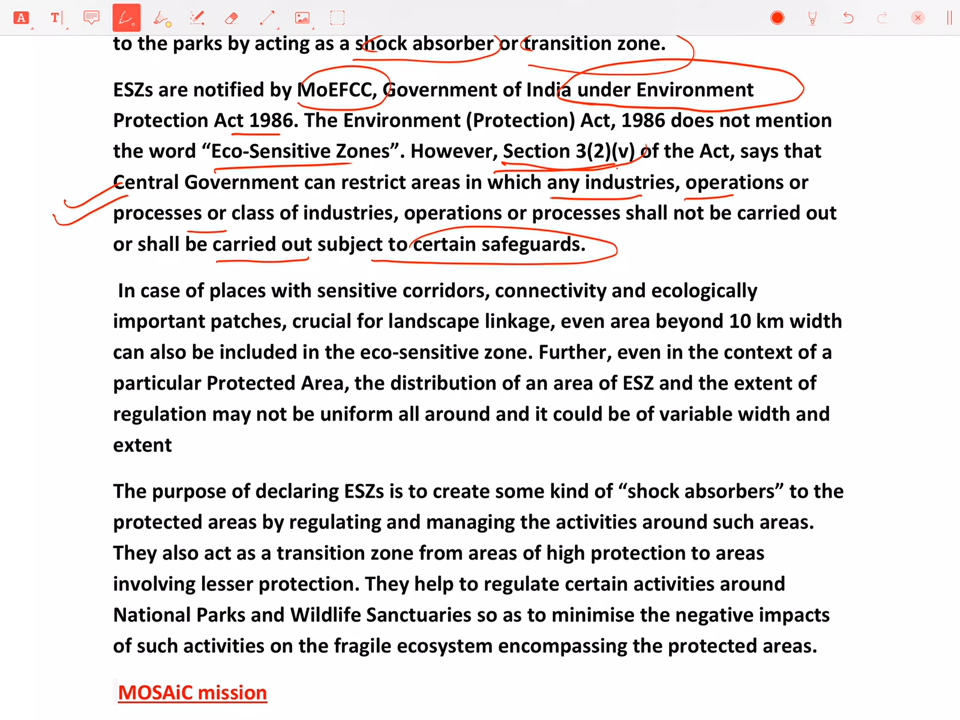 to the parks by acting as a shock absorber or transition zone.
ESZs are notified by MoEFCC, Government of India under Environment
Protection Act 1986. The Environment (Protection) Act, 1986 does not mention
the word “Eco-Sensitive Zones”. However, Section 3(2)(v) of the Act, says that
Central Government can restrict areas in which any industries, operations or
processes or class of industries, operations or processes shall not be carried out
or shall be carried out subject to certain safeguards.
In case of places with sensitive corridors, connectivity and ecologically
important patches, crucial for landscape linkage, even area beyond 10 km width
can also be included in the eco-sensitive zone. Further, even in the context of a
particular Protected Area, the distribution of an area of ESZ and the extent of
regulation may not be uniform all around and it could be of variable width and
extent
The purpose of declaring ESZs is to create some kind of “shock absorbers” to the
protected areas by regulating and managing the activities around such areas.
They also act as a transition zone from areas of high protection to areas
involving lesser protection. They help to regulate certain activities around
National Parks and Wildlife Sanctuaries so as to minimise the negative impacts
of such activities on the fragile ecosystem encompassing the protected areas.
MOSAiC mission